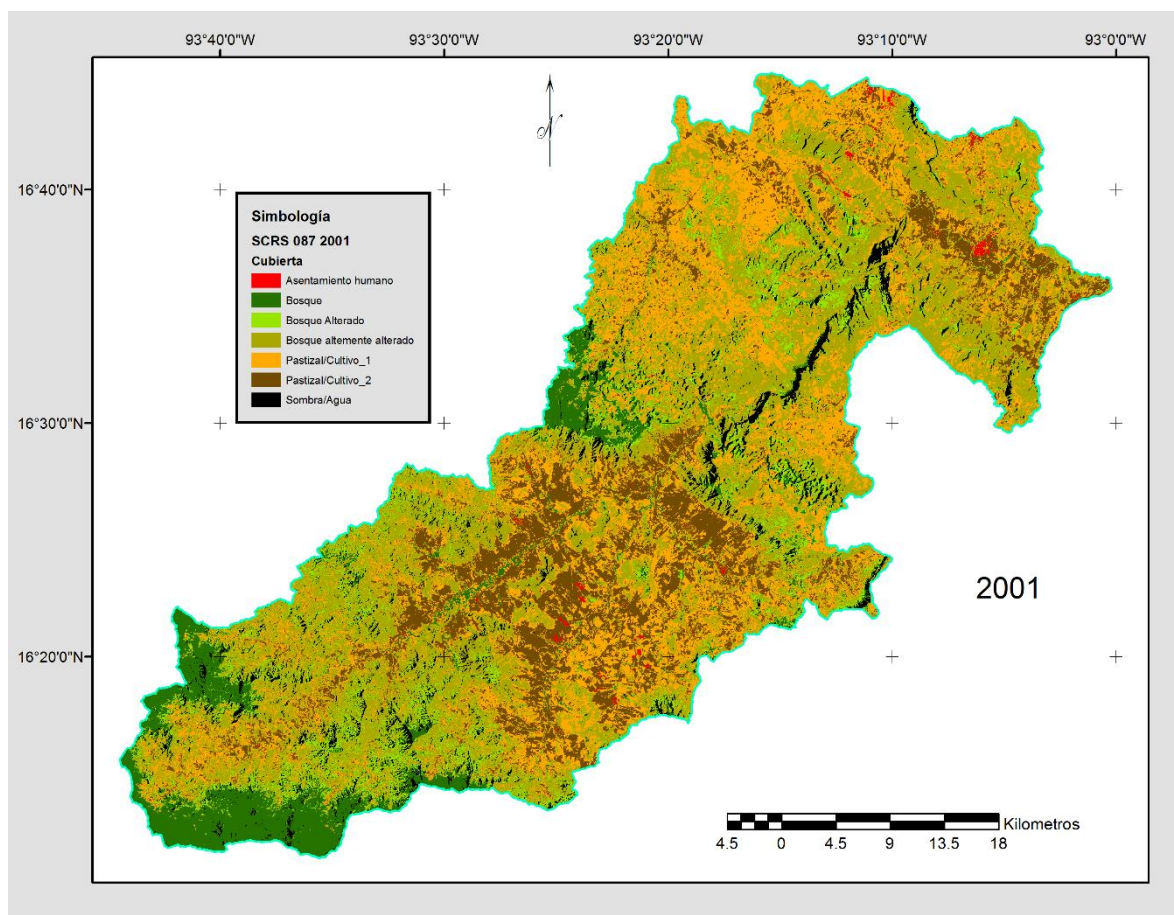 93°40'0"W 93°30'0"W 93°20'0"W 93°10'0"W 93°0'0"W
N
16°40'0"N
Simbología
SCRS 087 2001
Cubierta
Asentamiento humano
Bosque
Bosque Alterado
Bosque altemente alterado
Pastizal/Cultivo_1
Pastizal/Cultivo_2
Sombra/Agua
16°30'0"N
2001
16°20'0"N
Kilometros
4.5 0 4.5 9 13.5 18